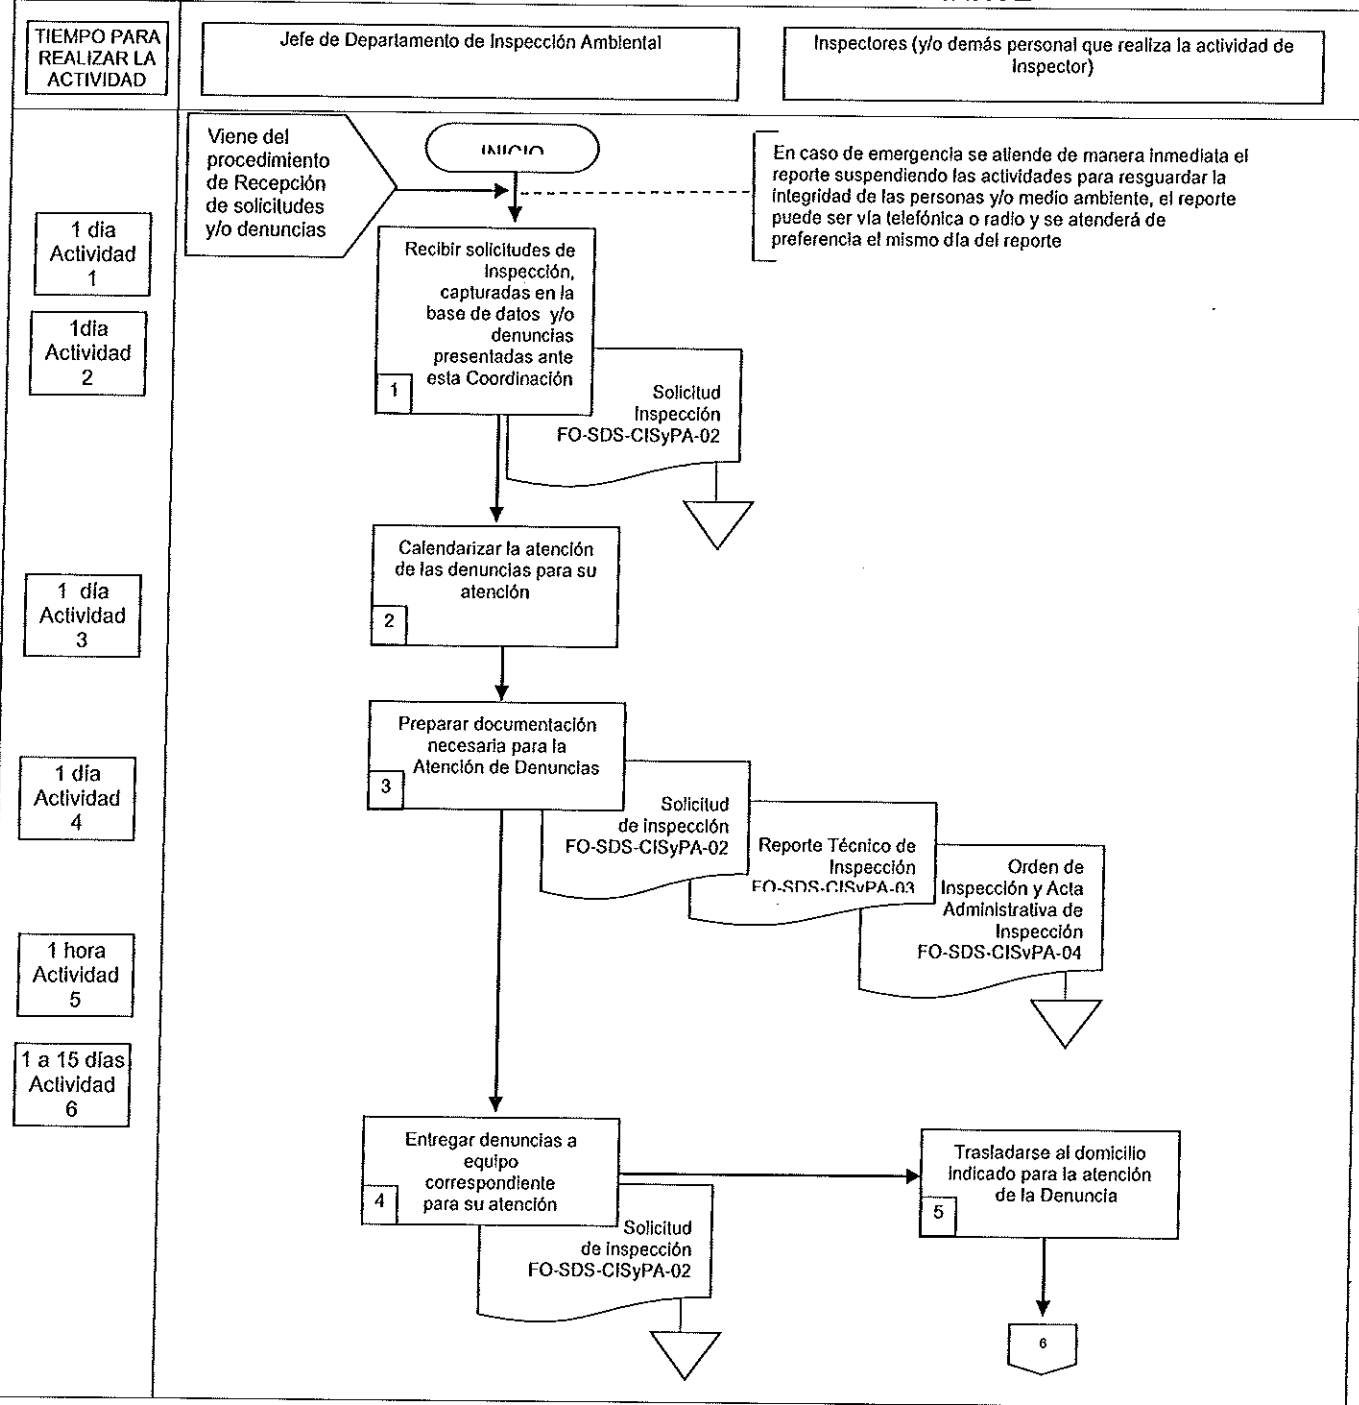 TIEMPO PARA
REALIZAR LA
ACTIVIDAD
Jefe de Departamento de Inspección Ambiental
Inspectores (y/o demás personal que realiza la actividad de
Inspector)
Viene del
procedimiento
de Recepción
de solicitudes
y/o denuncias
INICIO
En caso de emergencia se atiende de manera inmediata el
reporte suspendiendo las actividades para resguardar la
integridad de las personas y/o medio ambiente, el reporte
puede ser vía telefónica o radio y se atenderá de
preferencia el mismo día del reporte
1 día
Actividad
1
Recibir solicitudes de
Inspección,
capturadas en la
base de datos y/o
denuncias
presentadas ante
esta Coordinación
1
1día
Actividad
2
Solicitud
Inspección
FO-SDS-CISyPA-02
Calendarizar la atención
de las denuncias para su
atención
2
1 día
Actividad
3
Preparar documentación
necesaria para la
Atención de Denuncias
3
1 día
Actividad
4
Solicitud
de inspección
FO-SDS-CISyPA-02
Reporte Técnico de
Inspección
FO-SDS-CISyPA-03
Orden de
Inspección y Acta
Administrativa de
Inspección
FO-SDS-CISyPA-04
1 hora
Actividad
5
1 a 15 días
Actividad
6
Entregar denuncias a
equipo
correspondiente
para su atención
4
Solicitud
de inspección
FO-SDS-CISyPA-02
Trasladarse al domicilio
indicado para la atención
de la Denuncia
5
6